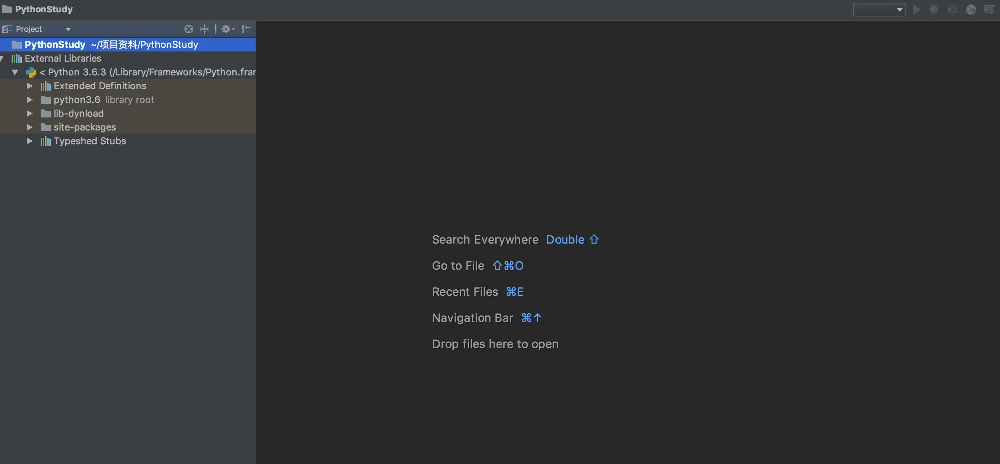 PythonStudy
Project
PythonStudy ~/项目资料/PythonStudy
External Libraries
< Python 3.6.3 (/Library/Frameworks/Python.fra
Extended Definitions
python3.6 library root
lib-dynload
site-packages
Typeshed Stubs
Search Everywhere Double ⇧
Go to File ⇧⌘O
Recent Files ⌘E
Navigation Bar ⌘↑
Drop files here to open